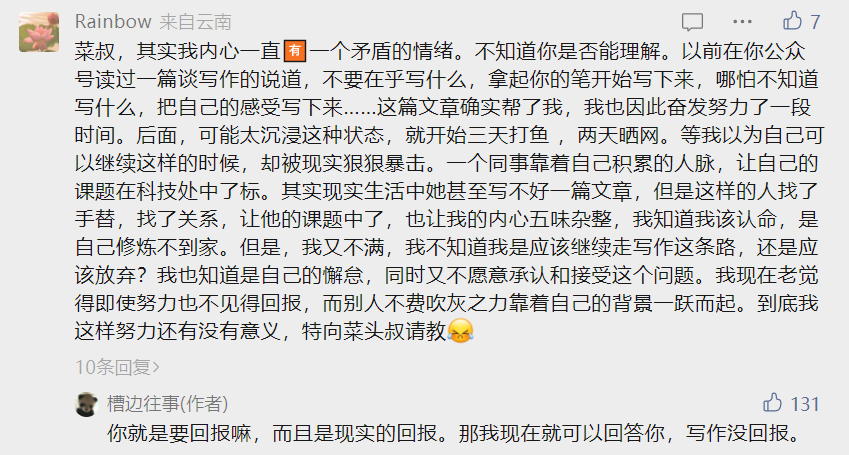 Rainbow 来自云南
7
菜叔，其实我内心一直🈶一个矛盾的情绪。不知道你是否能理解。以前在你公众
号读过一篇谈写作的说道，不要在乎写什么，拿起你的笔开始写下来，哪怕不知道
写什么，把自己的感受写下来......这篇文章确实帮了我，我也因此奋发努力了一段
时间。后面，可能太沉浸这种状态，就开始三天打鱼 ，两天晒网。等我以为自己可
以继续这样的时候，却被现实狠狠暴击。一个同事靠着自己积累的人脉，让自己的
课题在科技处中了标。其实现实生活中她甚至写不好一篇文章，但是这样的人找了
手替，找了关系，让他的课题中了，也让我的内心五味杂整，我知道我该认命，是
自己修炼不到家。但是，我又不满，我不知道我是应该继续走写作这条路，还是应
该放弃？我也知道是自己的懈怠，同时又不愿意承认和接受这个问题。我现在老觉
得即使努力也不见得回报，而别人不费吹灰之力靠着自己的背景一跃而起。到底我
这样努力还有没有意义，特向菜头叔请教😹
10条回复>
槽边往事(作者)
131
你就是要回报嘛，而且是现实的回报。那我现在就可以回答你，写作没回报。